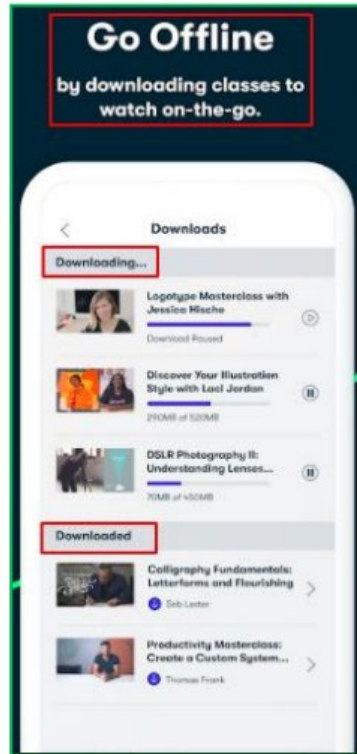 Go Offline
by downloading classes to
watch on-the-go.
Downloads
Downloading...
Logotype Masterclass with
Jessica Hische
Download Paused
Discover Your Illustration
Style with Laci Jordan
290MB of 520MB
DSLR Photography II:
Understanding Lenses...
70MB of 450MB
Downloaded
Calligraphy Fundamentals:
Letterforms and Flourishing
Seb Lester
Productivity Masterclass:
Create a Custom System...
Thomas Frank